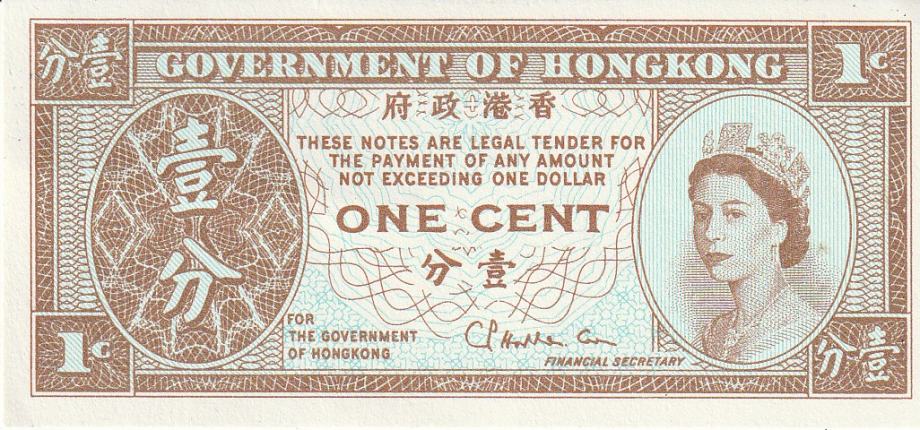 分壹
GOVERNMENT OF HONGKONG
1C
府政港香
THESE NOTES ARE LEGAL TENDER FOR
THE PAYMENT OF ANY AMOUNT
NOT EXCEEDING ONE DOLLAR
壹
分
ONE CENT
分壹
FOR
THE GOVERNMENT
OF HONGKONG
FINANCIAL SECRETARY
1C
分壹